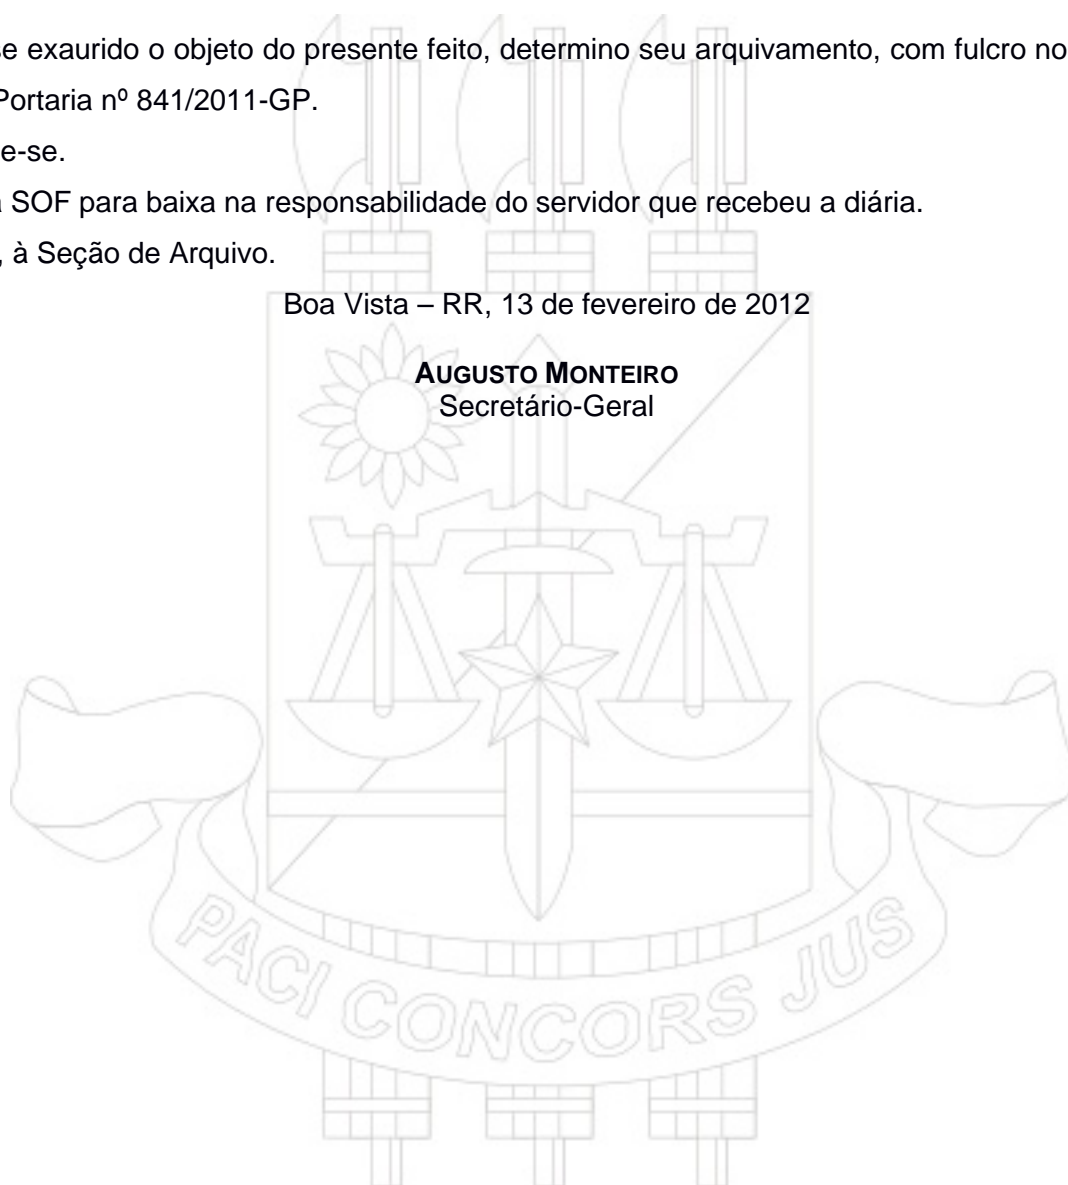 se exaurido o objeto do presente feito, determino seu arquivamento, com fulcro no
Portaria nº 841/2011-GP.
e-se.
a SOF para baixa na responsabilidade do servidor que recebeu a diária.
, à Seção de Arquivo.
Boa Vista – RR, 13 de fevereiro de 2012
AUGUSTO MONTEIRO
Secretário-Geral
PACI CONCORS JUS